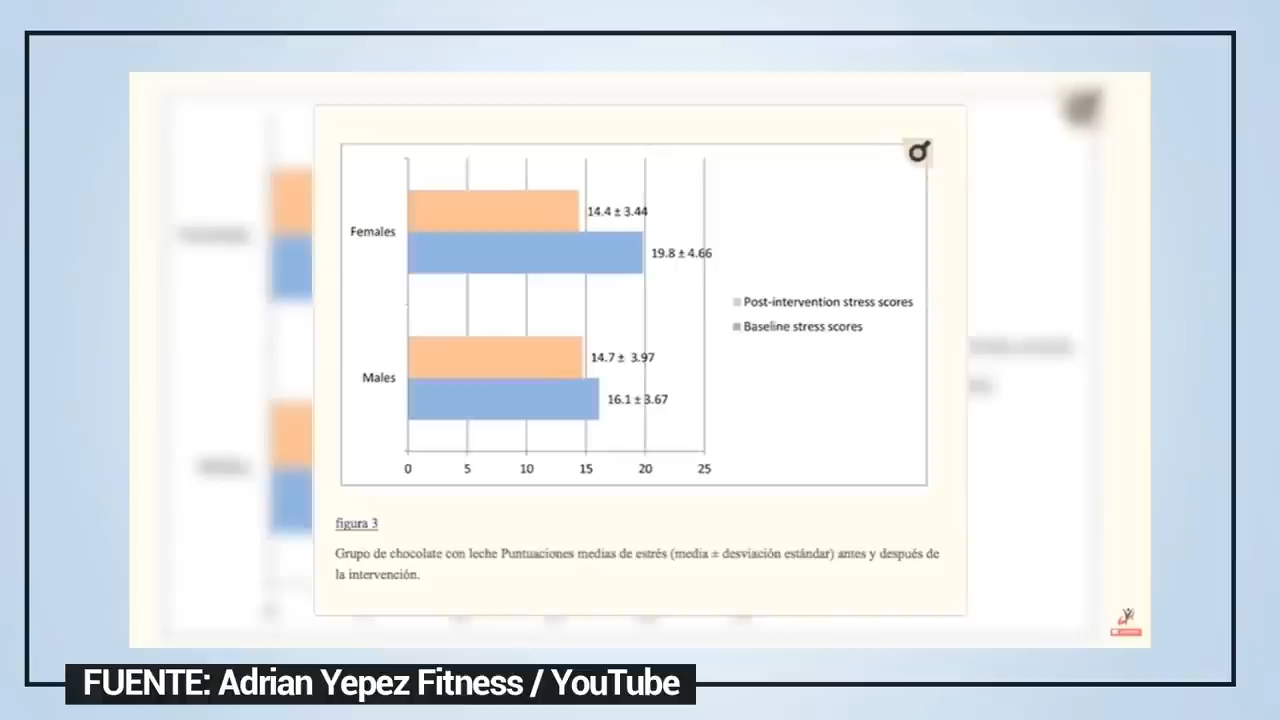 Females
14.4 ± 3.44
19.8 ± 4.66
Post-intervention stress scores
Baseline stress scores
Males
14.7 ± 3.97
16.1 ± 3.67
0 5 10 15 20 25
figura 3
Grupo de chocolate con leche Puntuaciones medias de estrés (media ± desviación estándar) antes y después de
la intervención.
FUENTE: Adrian Yepez Fitness / YouTube